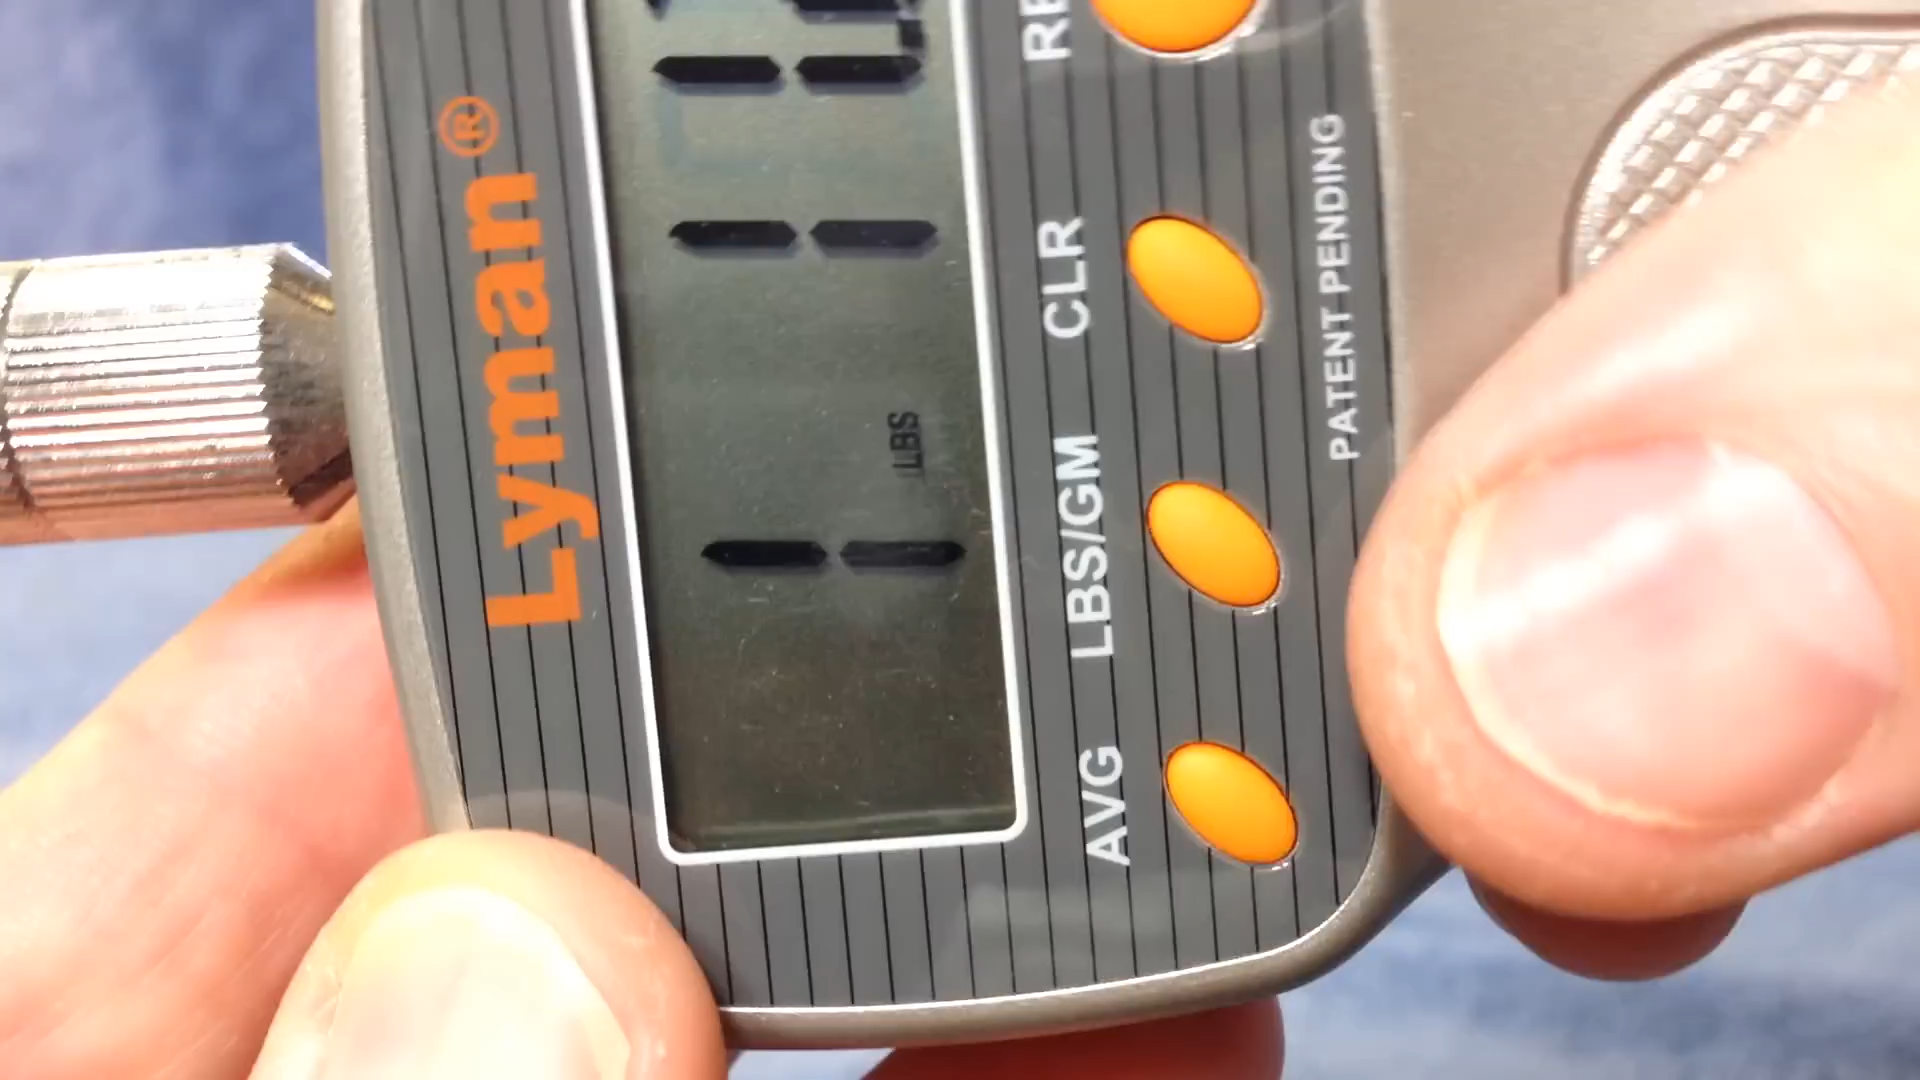 Lyman®
LBS
CLR
LBS/GM
AVG
PATENT PENDING